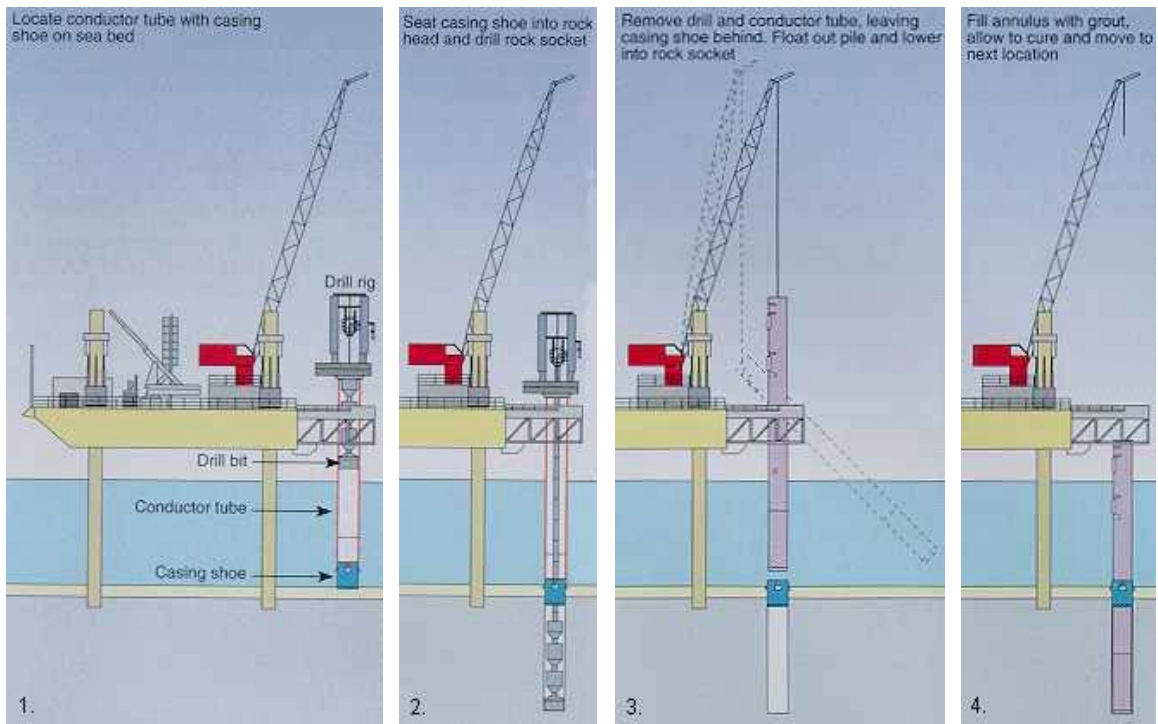 Locate conductor tube with casing
shoe on sea bed
Drill rig
Drill bit
Conductor tube
Casing shoe
1.
Seat casing shoe into rock
head and drill rock socket
2.
Remove drill and conductor tube, leaving
casing shoe behind. Float out pile and lower
into rock socket
3.
Fill annulus with grout,
allow to cure and move to
next location
4.